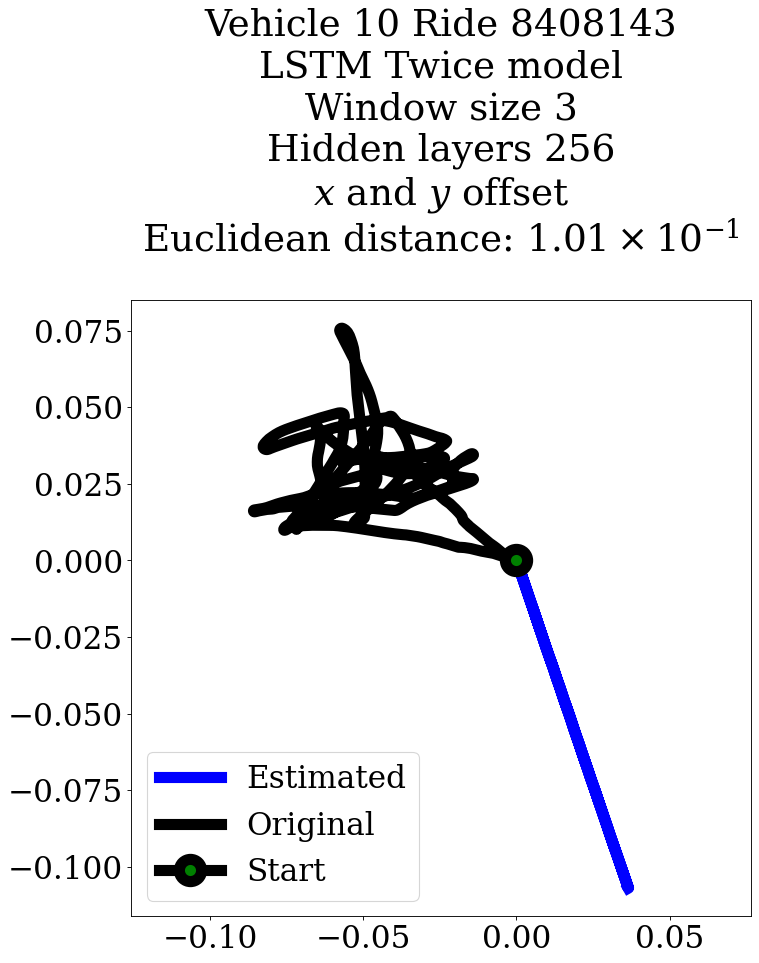 Vehicle 10 Ride 8408143
LSTM Twice model
Window size 3
Hidden layers 256
x and y offset
Euclidean distance: 1.01 × 10⁻¹
0.075
0.050
0.025
0.000
−0.025
−0.050
−0.075
−0.100
Estimated
Original
Start
−0.10 −0.05 0.00 0.05